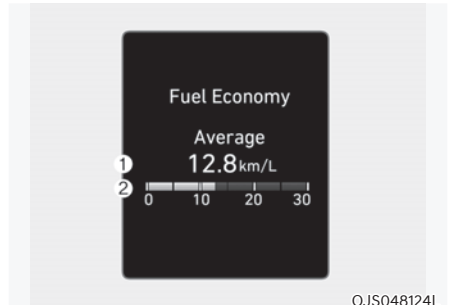 Fuel Economy
Average
① 12.8km/L
②
0 10 20 30
OJS048124L